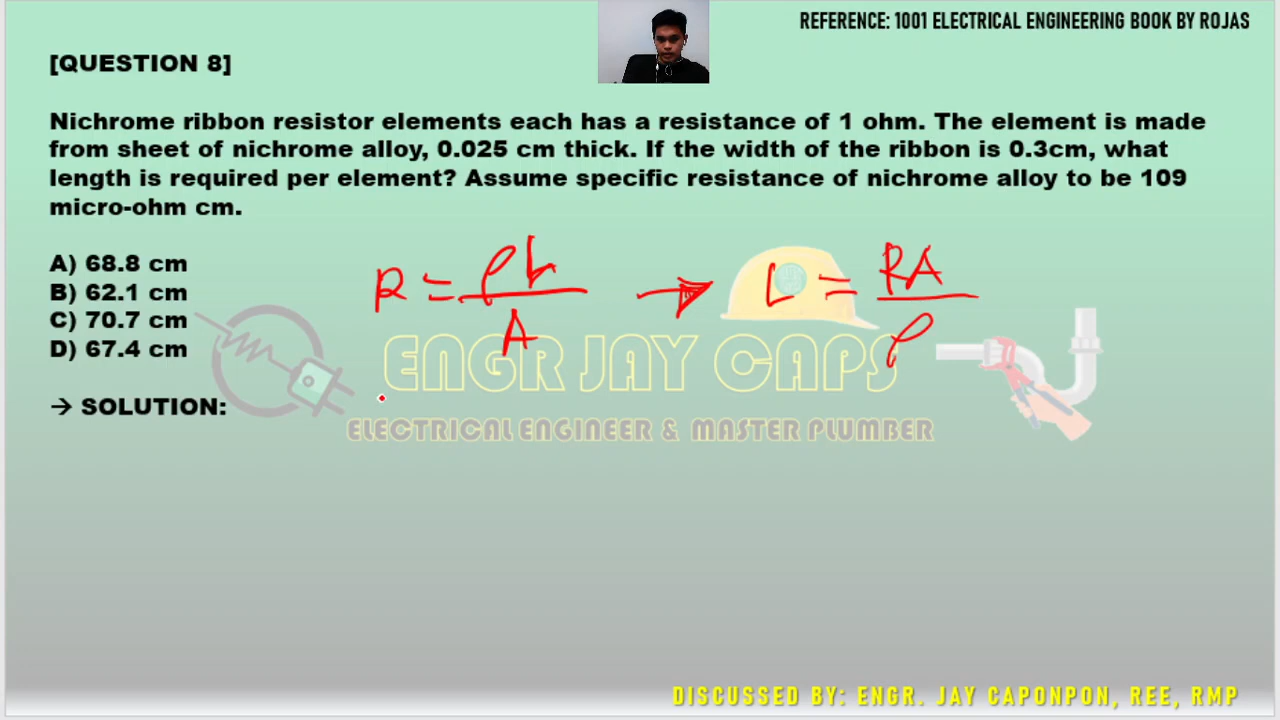 REFERENCE: 1001 ELECTRICAL ENGINEERING BOOK BY ROJAS
[QUESTION 8]
Nichrome ribbon resistor elements each has a resistance of 1 ohm. The element is made
from sheet of nichrome alloy, 0.025 cm thick. If the width of the ribbon is 0.3cm, what
length is required per element? Assume specific resistance of nichrome alloy to be 109
micro-ohm cm.
A) 68.8 cm
B) 62.1 cm
C) 70.7 cm
D) 67.4 cm
R = ρL / A → L = RA / ρ
ENGR JAY CAPS
ELECTRICAL ENGINEER & MASTER PLUMBER
→ SOLUTION:
DISCUSSED BY: ENGR. JAY CAPONPON, REE, RMP